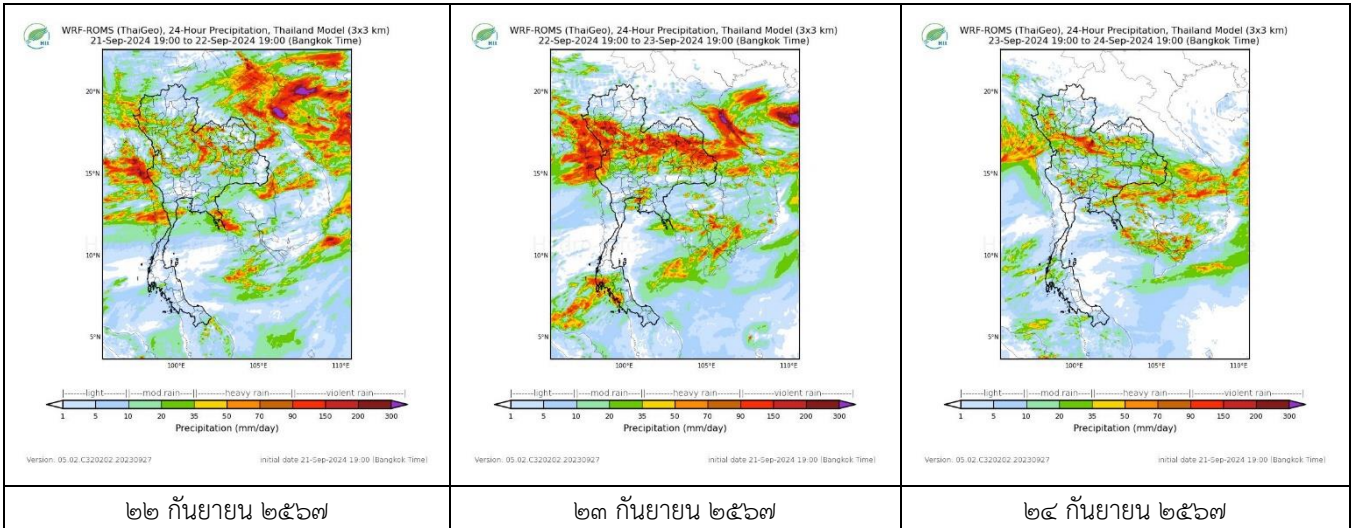 WRF-ROMS (ThaiGeo), 24-Hour Precipitation, Thailand Model (3x3 km)
21-Sep-2024 19:00 to 22-Sep-2024 19:00 (Bangkok Time)
20°N
15°N
10°N
5°N
100°E 105°E 110°E
light mod rain heavy rain violent rain
1 5 10 20 35 50 70 90 150 200 300
Precipitation (mm/day)
Version: 05.02.C320202.20230927 initial date 21-Sep-2024 19:00 (Bangkok Time)
๒๒ กันยายน ๒๕๖๗
WRF-ROMS (ThaiGeo), 24-Hour Precipitation, Thailand Model (3x3 km)
22-Sep-2024 19:00 to 23-Sep-2024 19:00 (Bangkok Time)
20°N
15°N
10°N
5°N
100°E 105°E 110°E
light mod rain heavy rain violent rain
1 5 10 20 35 50 70 90 150 200 300
Precipitation (mm/day)
Version: 05.02.C320202.20230927 initial date 21-Sep-2024 19:00 (Bangkok Time)
๒๓ กันยายน ๒๕๖๗
WRF-ROMS (ThaiGeo), 24-Hour Precipitation, Thailand Model (3x3 km)
23-Sep-2024 19:00 to 24-Sep-2024 19:00 (Bangkok Time)
20°N
15°N
10°N
5°N
100°E 105°E 110°E
light mod rain heavy rain violent rain
1 5 10 20 35 50 70 90 150 200 300
Precipitation (mm/day)
Version: 05.02.C320202.20230927 initial date 21-Sep-2024 19:00 (Bangkok Time)
๒๔ กันยายน ๒๕๖๗